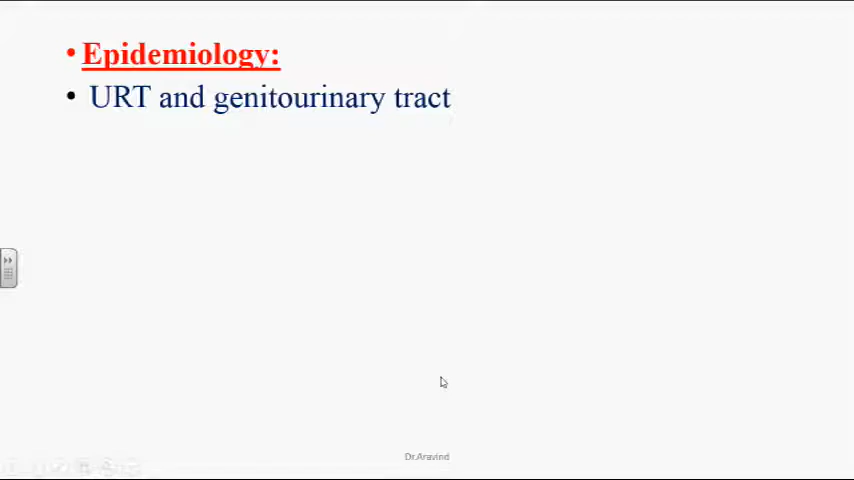 • Epidemiology:
• URT and genitourinary tract
Dr.Aravind